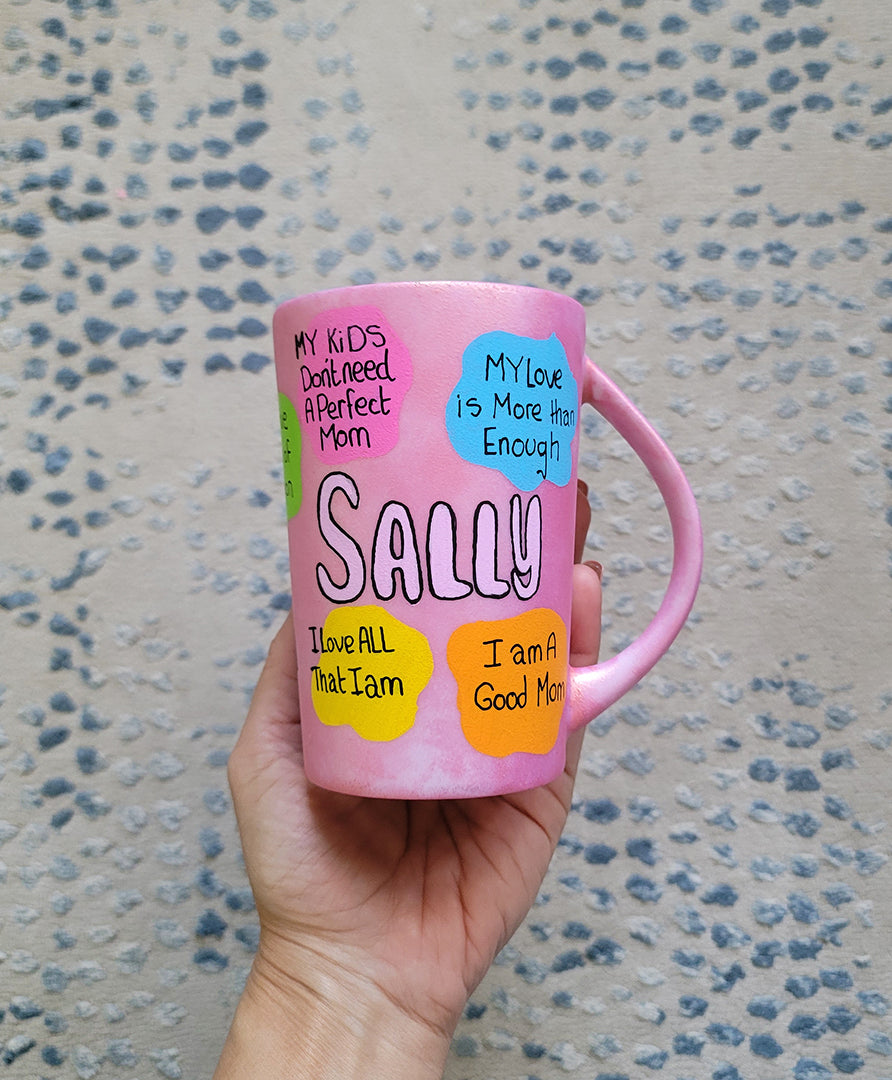 MY KiDS
Don't need
A Perfect
Mom
MY Love
is More than
Enough
SALLY
I Love ALL
That I am
I am A
Good Mom